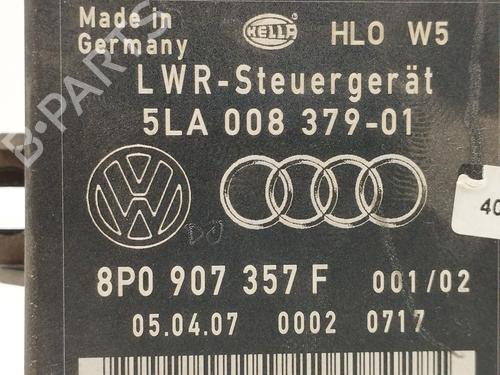 Made in
Germany
HELLA
HLO W5
LWR-Steuergerät
5LA 008 379-01
40
8P0 907 357 F 001/02
05.04.07 0002 0717